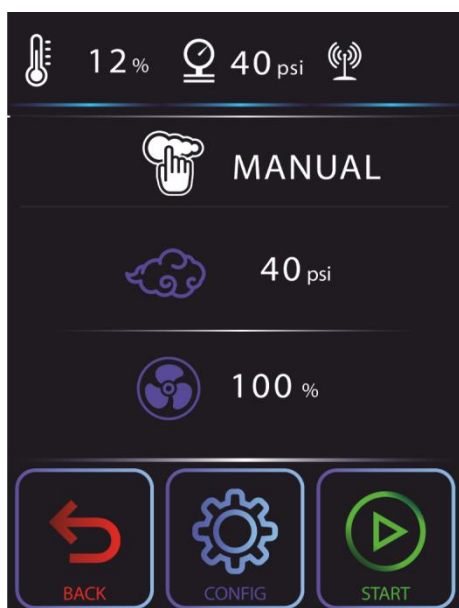 12 % 40 psi
MANUAL
40 psi
100 %
BACK CONFIG START